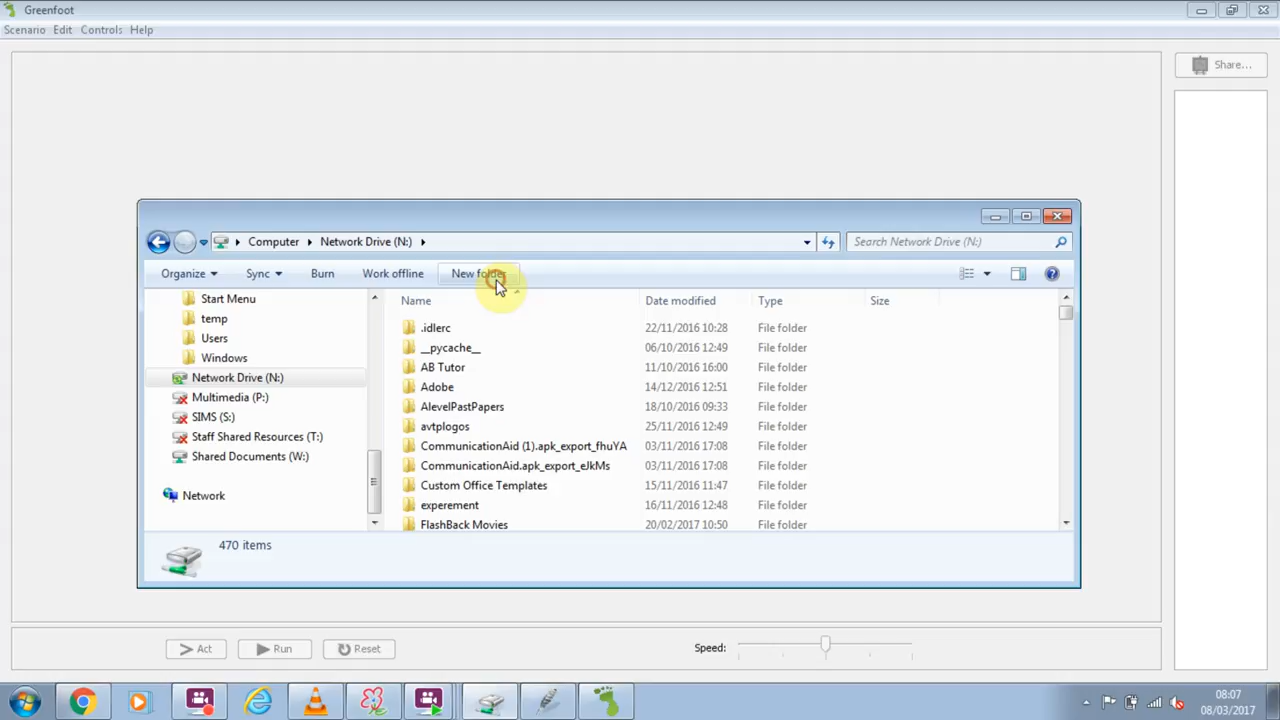 Greenfoot
Scenario Edit Controls Help
Share...
Computer Network Drive (N:)
Search Network Drive (N:)
Organize Sync Burn Work offline New folder
Name Date modified Type Size
Start Menu
temp
Users
Windows
Network Drive (N:)
Multimedia (P:)
SIMS (S:)
Staff Shared Resources (T:)
Shared Documents (W:)
Network
.idlerc 22/11/2016 10:28 File folder
__pycache__ 06/10/2016 12:49 File folder
AB Tutor 11/10/2016 16:00 File folder
Adobe 14/12/2016 12:51 File folder
AlevelPastPapers 18/10/2016 09:33 File folder
avtplogos 25/11/2016 12:49 File folder
CommunicationAid (1).apk_export_fhuYA 03/11/2016 17:08 File folder
CommunicationAid.apk_export_eJkMs 03/11/2016 17:08 File folder
Custom Office Templates 15/11/2016 11:47 File folder
experement 16/11/2016 12:48 File folder
FlashBack Movies 20/02/2017 10:50 File folder
470 items
Act Run Reset Speed:
08:07
08/03/2017